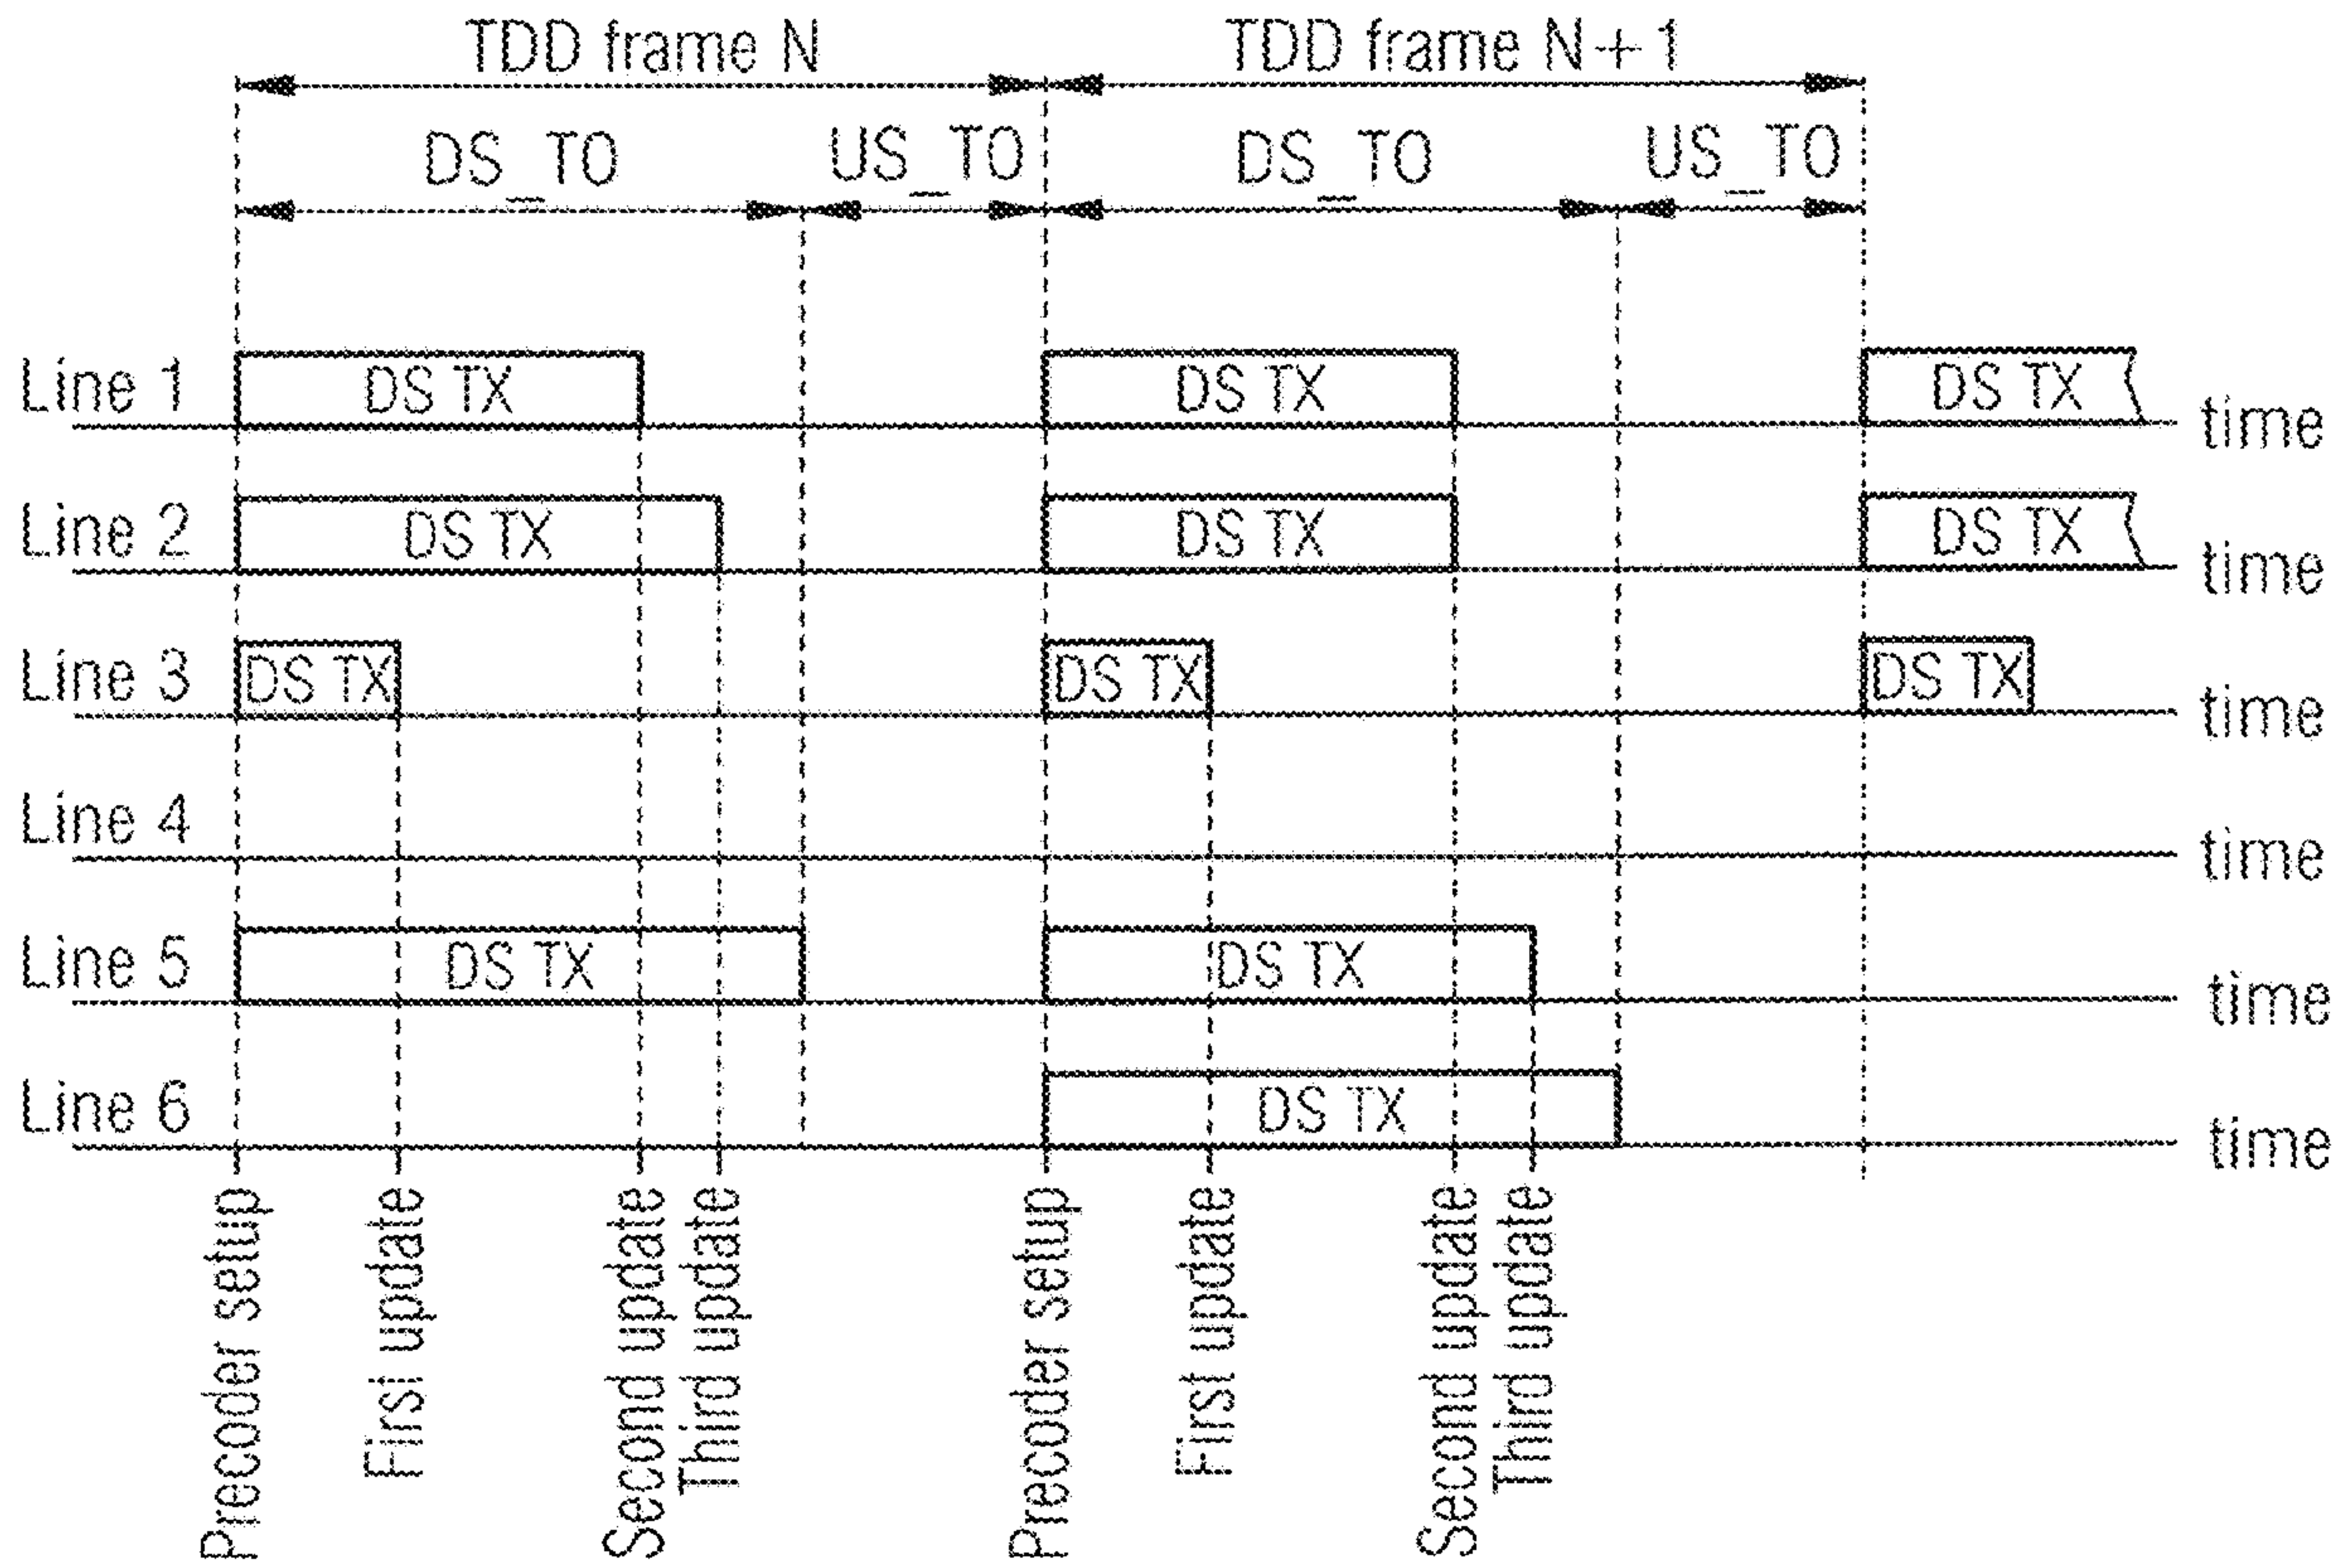 TDD frame N TDD frame N+1
DS_TO US_TO DS_TO US_TO
Line 1 DS TX DS TX DS TX time
Line 2 DS TX DS TX DS TX time
Line 3 DS TX DS TX DS TX time
Line 4 time
Line 5 DS TX DS TX time
Line 6 DS TX time
Precoder setup
First update
Second update
Third update
Precoder setup
First update
Second update
Third update